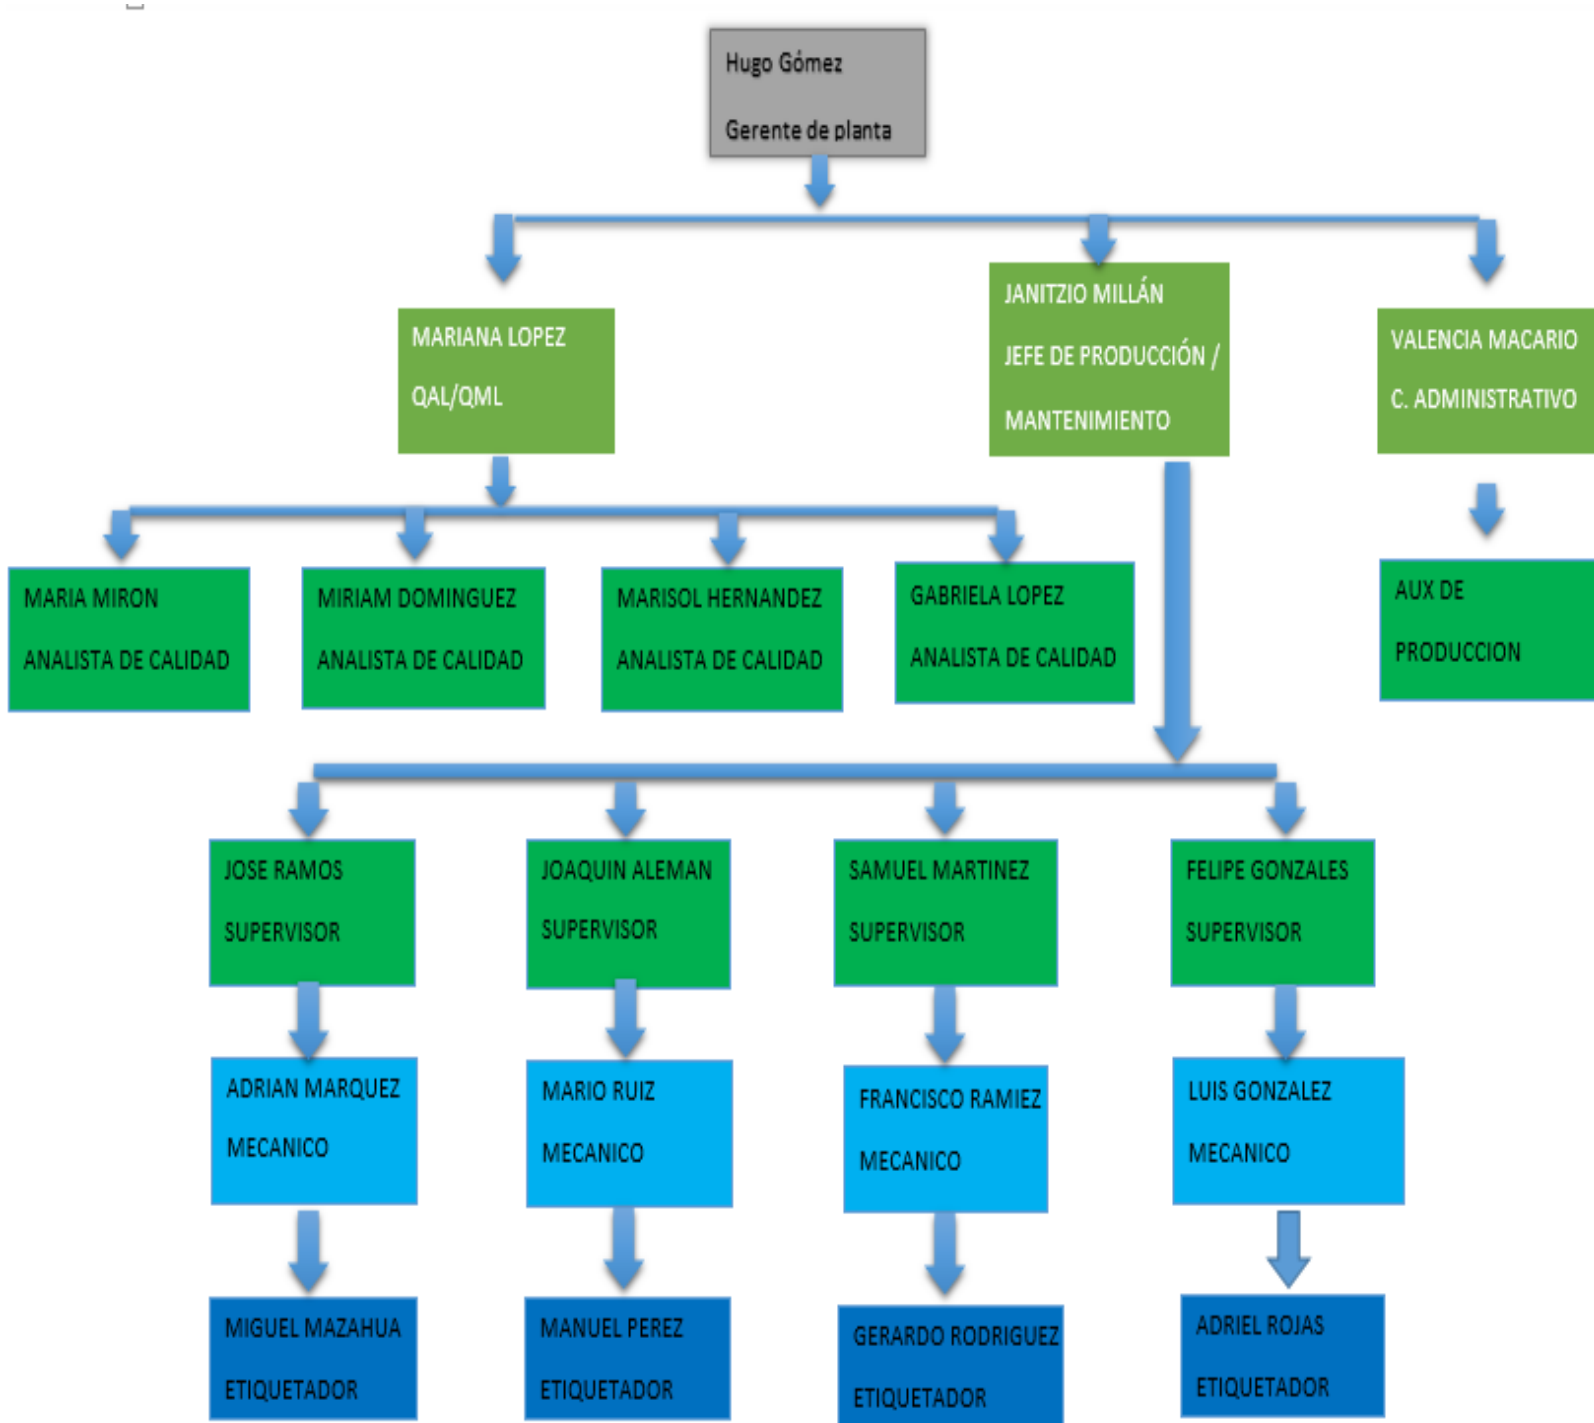 Hugo Gómez
Gerente de planta
MARIANA LOPEZ
QAL/QML
JANITZIO MILLÁN
JEFE DE PRODUCCIÓN /
MANTENIMIENTO
VALENCIA MACARIO
C. ADMINISTRATIVO
MARIA MIRON
ANALISTA DE CALIDAD
MIRIAM DOMINGUEZ
ANALISTA DE CALIDAD
MARISOL HERNANDEZ
ANALISTA DE CALIDAD
GABRIELA LOPEZ
ANALISTA DE CALIDAD
AUX DE
PRODUCCION
JOSE RAMOS
SUPERVISOR
JOAQUIN ALEMAN
SUPERVISOR
SAMUEL MARTINEZ
SUPERVISOR
FELIPE GONZALES
SUPERVISOR
ADRIAN MARQUEZ
MECANICO
MARIO RUIZ
MECANICO
FRANCISCO RAMIEZ
MECANICO
LUIS GONZALEZ
MECANICO
MIGUEL MAZAHUA
ETIQUETADOR
MANUEL PEREZ
ETIQUETADOR
GERARDO RODRIGUEZ
ETIQUETADOR
ADRIEL ROJAS
ETIQUETADOR